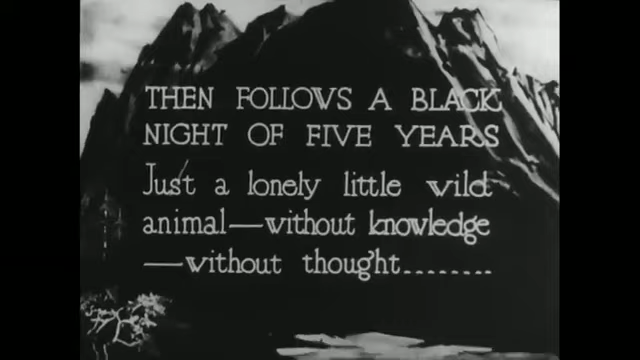 THEN FOLLOWS A BLACK
NIGHT OF FIVE YEARS
Just a lonely little wild
animal—without knowledge
—without thought........